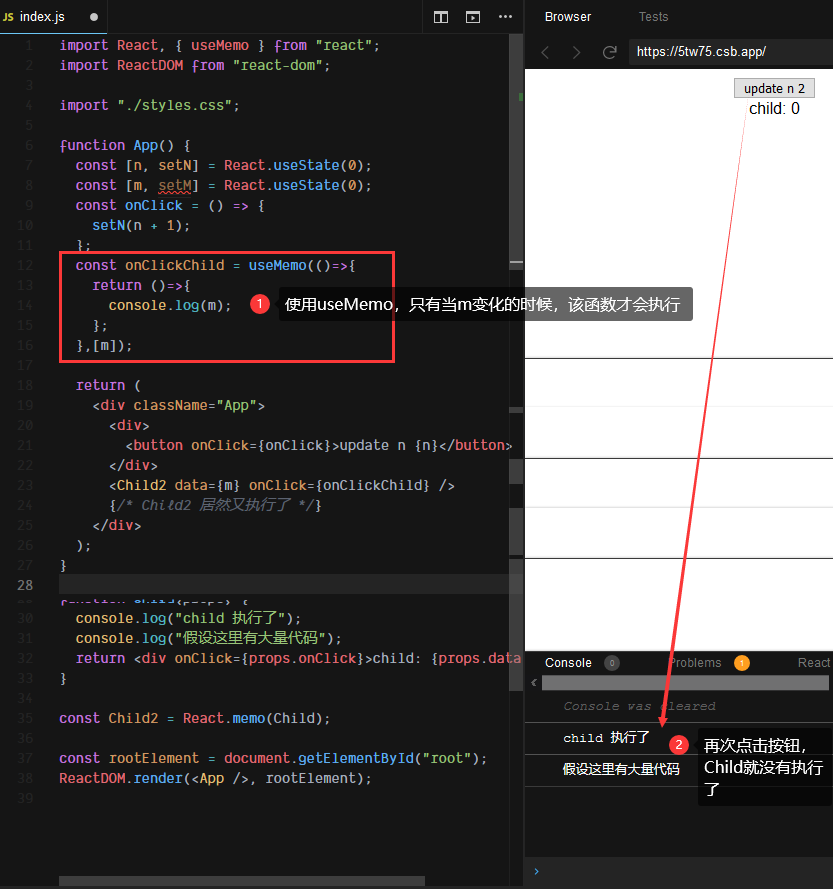 JS index.js
Browser Tests
https://5tw75.csb.app/
1 import React, { useMemo } from "react";
2 import ReactDOM from "react-dom";
3
4 import "./styles.css";
5
6 function App() {
7 const [n, setN] = React.useState(0);
8 const [m, setM] = React.useState(0);
9 const onClick = () => {
10 setN(n + 1);
11 };
12 const onClickChild = useMemo(()=>{
13 return ()=>{
14 console.log(m);
15 };
16 },[m]);
17
18 return (
19 <div className="App">
20 <div>
21 <button onClick={onClick}>update n {n}</button>
22 </div>
23 <Child2 data={m} onClick={onClickChild} />
24 {/* Child2 居然又执行了 */}
25 </div>
26 );
27 }
28
30 console.log("child 执行了");
31 console.log("假设这里有大量代码");
32 return <div onClick={props.onClick}>child: {props.data
33 }
34
35 const Child2 = React.memo(Child);
36
37 const rootElement = document.getElementById("root");
38 ReactDOM.render(<App />, rootElement);
39
1 使用useMemo，只有当m变化的时候，该函数才会执行
update n 2
child: 0
Console 0 Problems 1 React
Console was cleared
child 执行了
假设这里有大量代码
2 再次点击按钮，
Child就没有执行
了